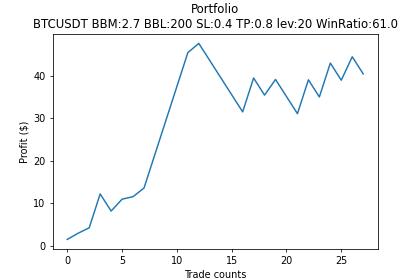 Portfolio
BTCUSDT BBM:2.7 BBL:200 SL:0.4 TP:0.8 lev:20 WinRatio:61.0
Profit ($)
40
30
20
10
0
0 5 10 15 20 25
Trade counts